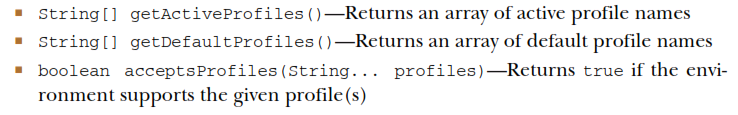 ▪ String[] getActiveProfiles()—Returns an array of active profile names
▪ String[] getDefaultProfiles()—Returns an array of default profile names
▪ boolean acceptsProfiles(String... profiles)—Returns true if the envi-
ronment supports the given profile(s)